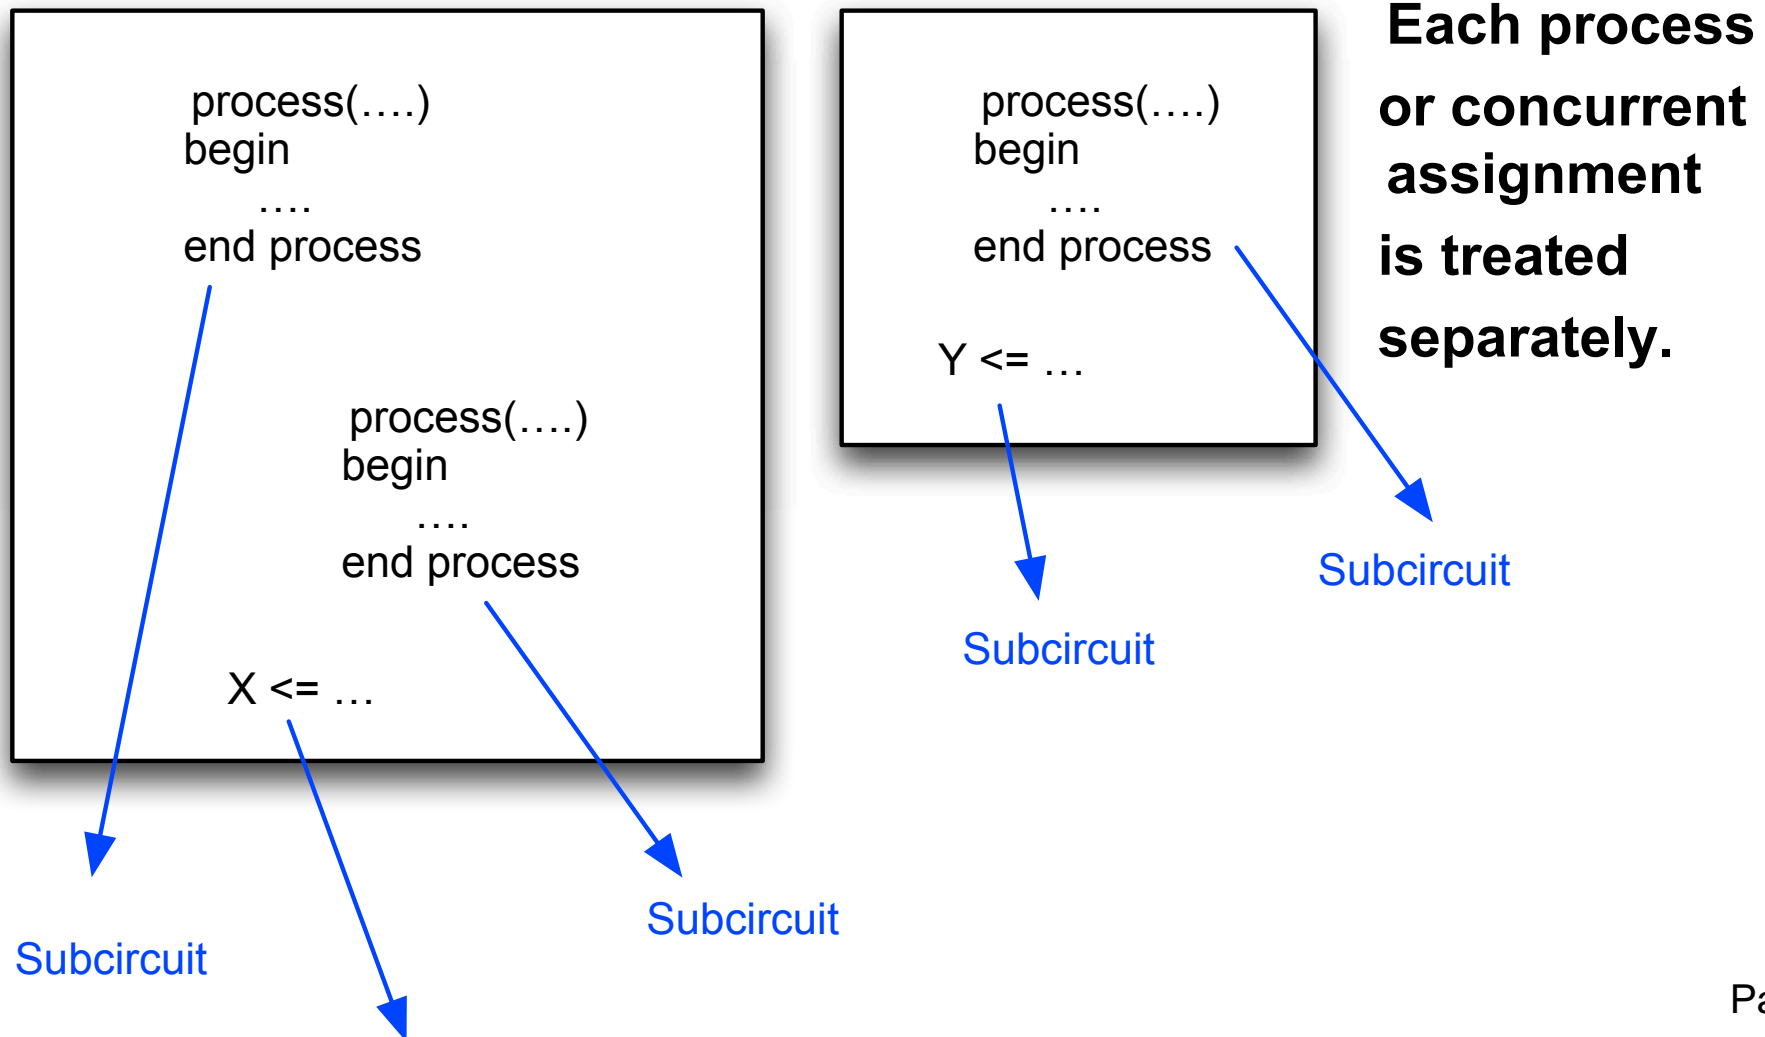 process(….)
begin
….
end process
process(….)
begin
….
end process
X <= …
Subcircuit
Subcircuit
process(….)
begin
….
end process
Y <= …
Subcircuit
Subcircuit
Each process
or concurrent
assignment
is treated
separately.
Pa